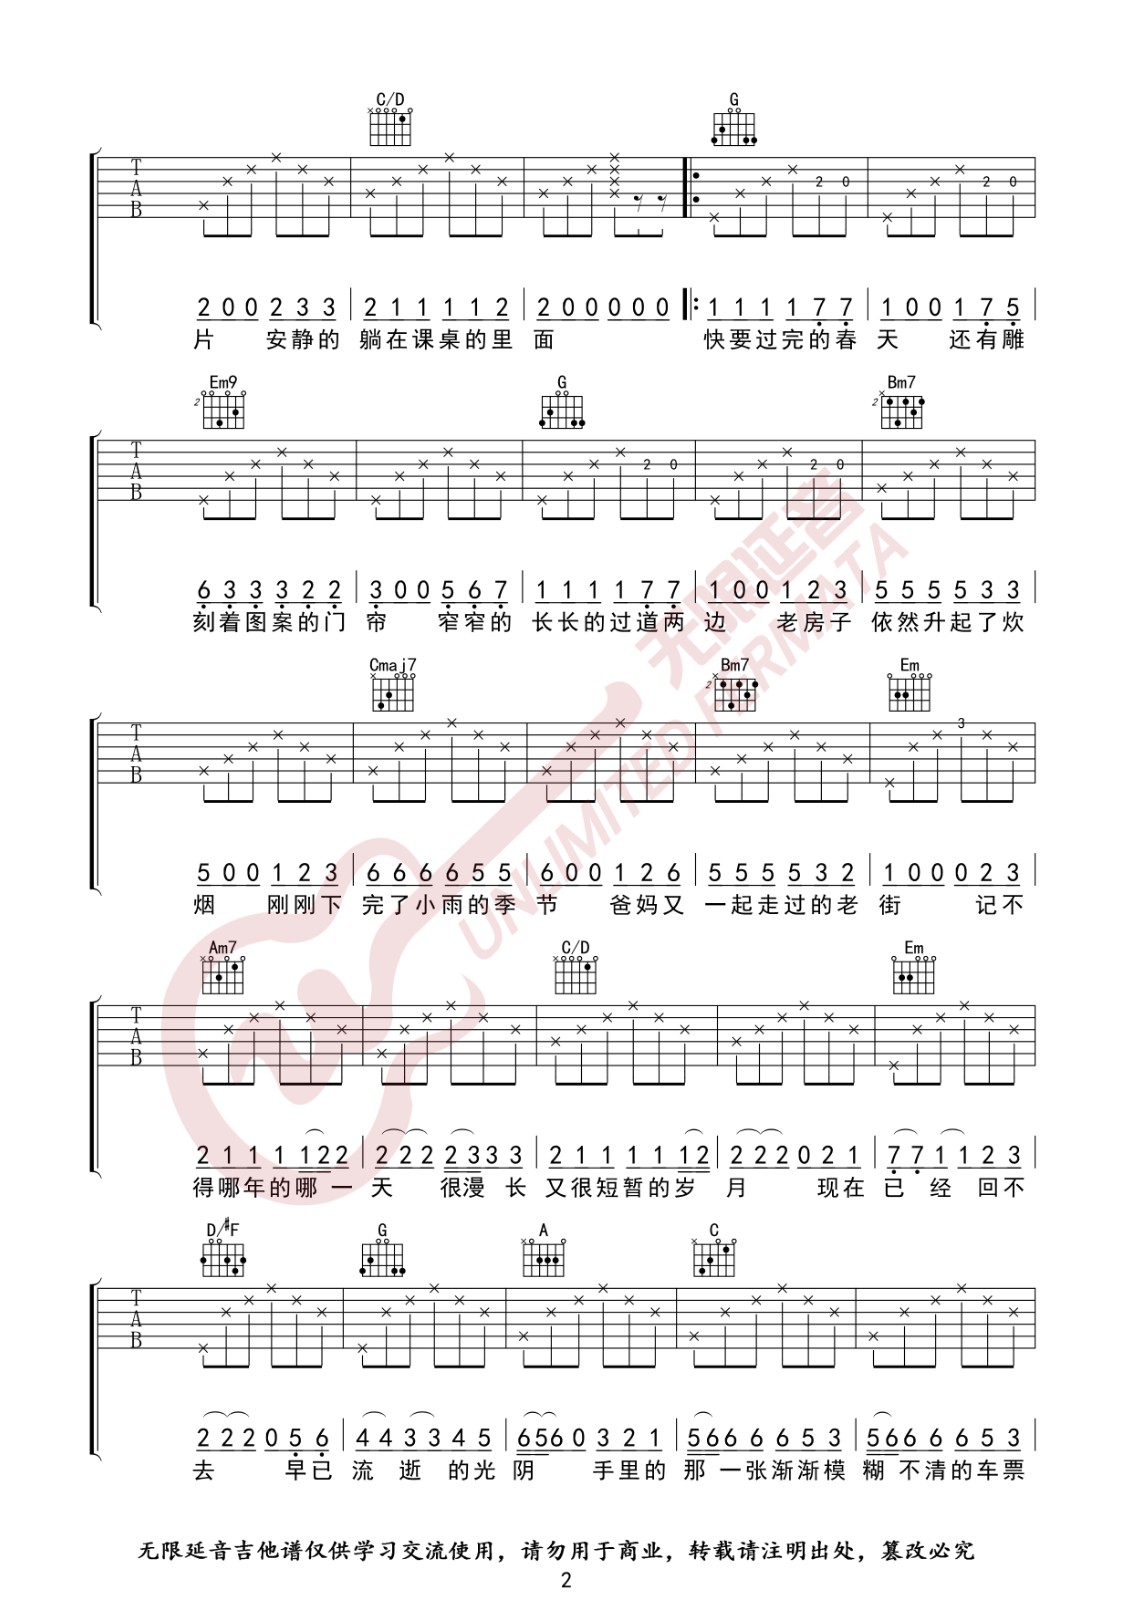 C/D G
T A B 2 0 2 0
2 0 0 2 3 3 2 1 1 1 1 2 2 0 0 0 0 0 1 1 1 1 7 7 1 0 0 1 7 5
片 安静的 躺在课桌的里 面 快要过完的春 天 还有雕
Em9 G Bm7
2 2
T A B 2 0 2 0
6 3 3 3 2 2 3 0 0 5 6 7 1 1 1 1 7 7 1 0 0 1 2 3 5 5 5 5 3 3
刻着图案的门 帘 窄窄的 长长的过道两 边 老房子 依然升起了炊
Cmaj7 Bm7 Em
2
T A B 3
5 0 0 1 2 3 6 6 6 6 5 5 6 0 0 1 2 6 5 5 5 5 3 2 1 0 0 0 2 3
烟 刚刚下 完了小雨的季 节 爸妈又 一起走过的老 街 记不
Am7 C/D Em
T A B
2 1 1 1 1 2 2 2 2 2 2 3 3 3 2 1 1 1 1 1 2 2 2 2 0 2 1 7 7 1 1 2 3
得哪年的哪 一 天 很漫 长 又很短暂的岁 月 现在 已 经 回不
D/#F G A C
T A B
2 2 2 0 5 6 4 4 3 3 4 5 6 5 6 0 3 2 1 5 6 6 6 6 5 3 5 6 6 6 6 5 3
去 早已 流 逝 的光 阴 手里的 那 一张渐渐模 糊 不清的车票
无限延音
UNLIMITED FERMATA
无限延音吉他谱仅供学习交流使用，请勿用于商业，转载请注明出处，篡改必究
2